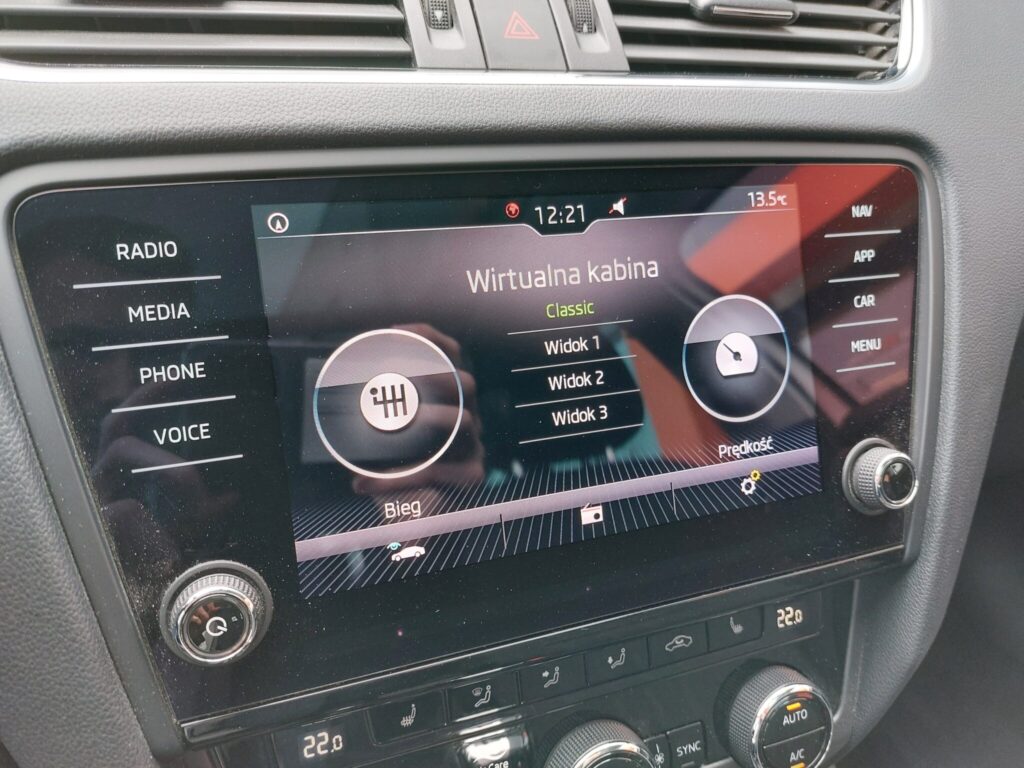 12:21
13.5°C
RADIO
MEDIA
PHONE
VOICE
Wirtualna kabina
Classic
Widok 1
Widok 2
Widok 3
Bieg
Prędkość
NAV
APP
CAR
MENU
22.0
22.0
Care
SYNC
AUTO
A/C